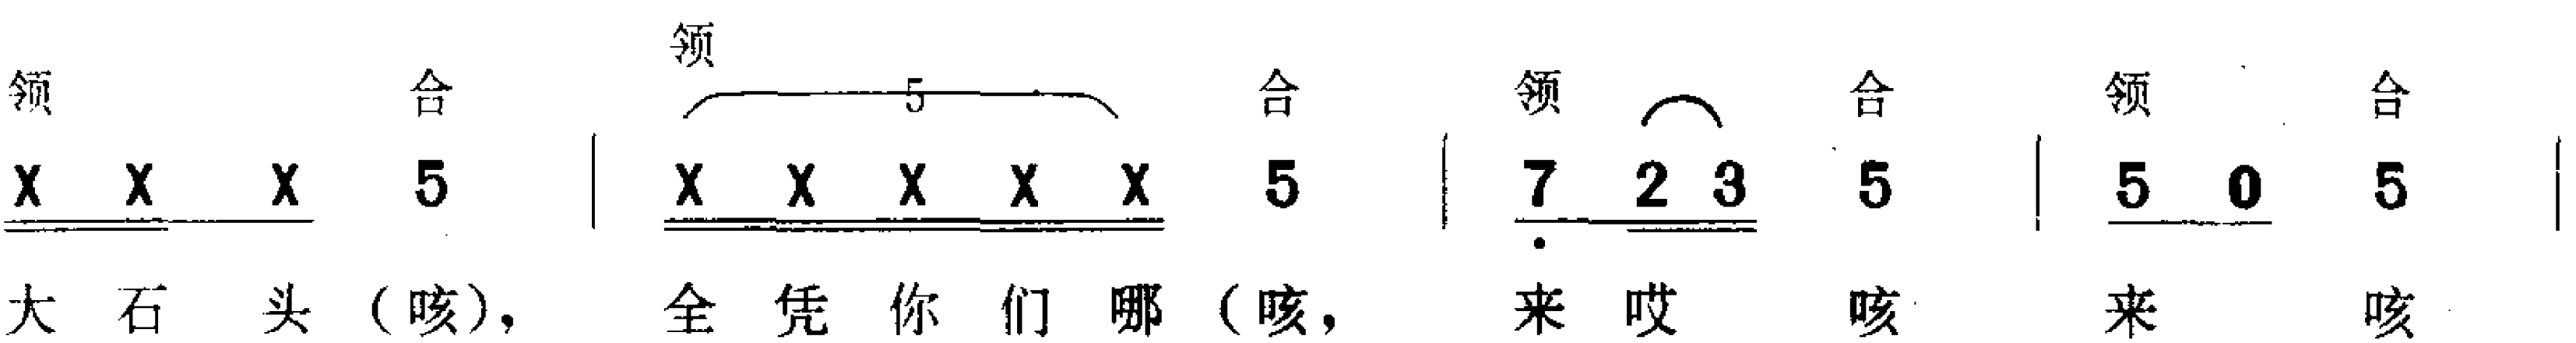 领
领 合 5 合 领 合 领 合
X X X 5 | X X X X X 5 | 7 2 3 5 | 5 0 5 |
大 石 头 (咳), 全 凭 你 们 哪 (咳, 来 哎 咳 来 咳